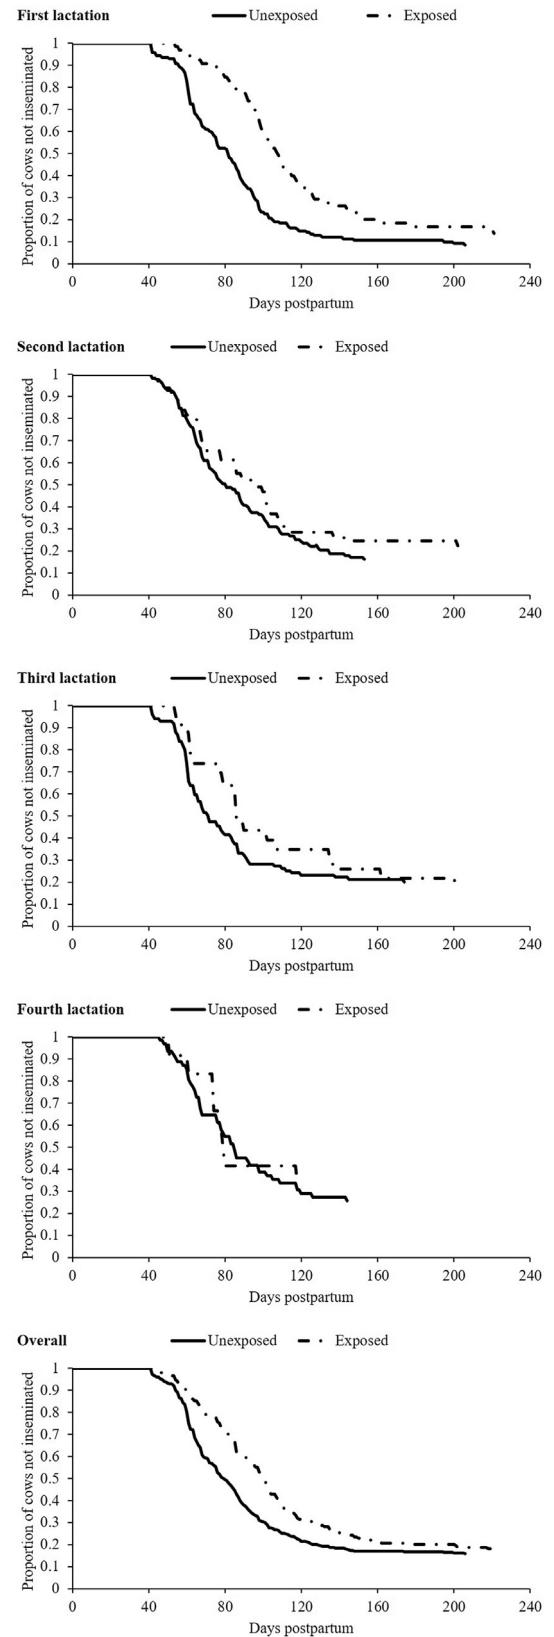 First lactation Unexposed Exposed
Proportion of cows not inseminated
1
0.9
0.8
0.7
0.6
0.5
0.4
0.3
0.2
0.1
0
0 40 80 120 160 200 240
Days postpartum
Second lactation Unexposed Exposed
Proportion of cows not inseminated
1
0.9
0.8
0.7
0.6
0.5
0.4
0.3
0.2
0.1
0
0 40 80 120 160 200 240
Days postpartum
Third lactation Unexposed Exposed
Proportion of cows not inseminated
1
0.9
0.8
0.7
0.6
0.5
0.4
0.3
0.2
0.1
0
0 40 80 120 160 200 240
Days postpartum
Fourth lactation Unexposed Exposed
Proportion of cows not inseminated
1
0.9
0.8
0.7
0.6
0.5
0.4
0.3
0.2
0.1
0
0 40 80 120 160 200 240
Days postpartum
Overall Unexposed Exposed
Proportion of cows not inseminated
1
0.9
0.8
0.7
0.6
0.5
0.4
0.3
0.2
0.1
0
0 40 80 120 160 200 240
Days postpartum